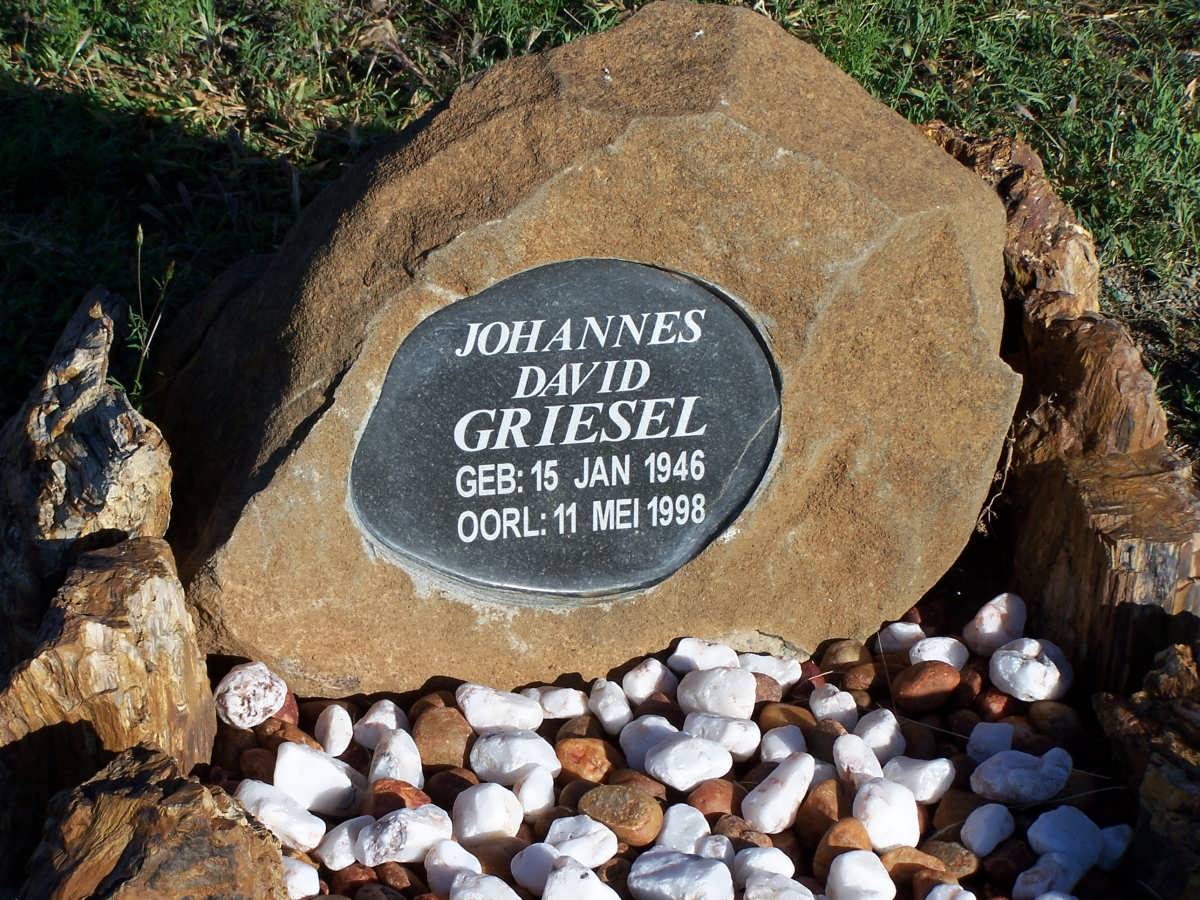 JOHANNES
DAVID
GRIESEL
GEB: 15 JAN 1946
OORL: 11 MEI 1998